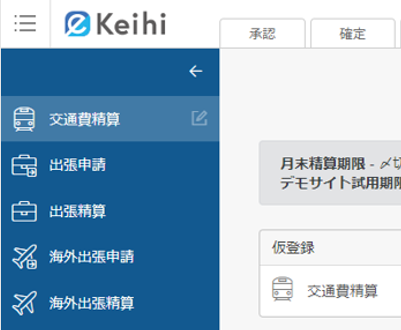 Keihi
承認
確定
交通費精算
出張申請
出張精算
海外出張申請
海外出張精算
月末精算期限 - 〆切
デモサイト試用期限
仮登録
交通費精算